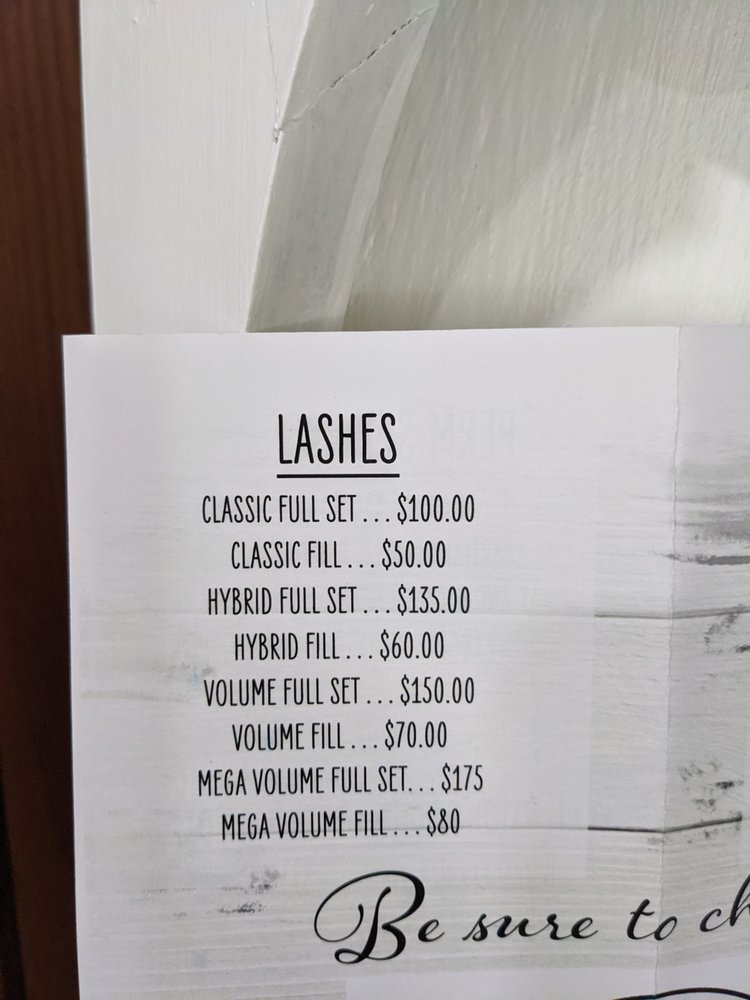 LASHES
CLASSIC FULL SET . . . $100.00
CLASSIC FILL . . . $50.00
HYBRID FULL SET . . . $135.00
HYBRID FILL . . . $60.00
VOLUME FULL SET . . . $150.00
VOLUME FILL . . . $70.00
MEGA VOLUME FULL SET. . . $175
MEGA VOLUME FILL . . . $80
Be sure to